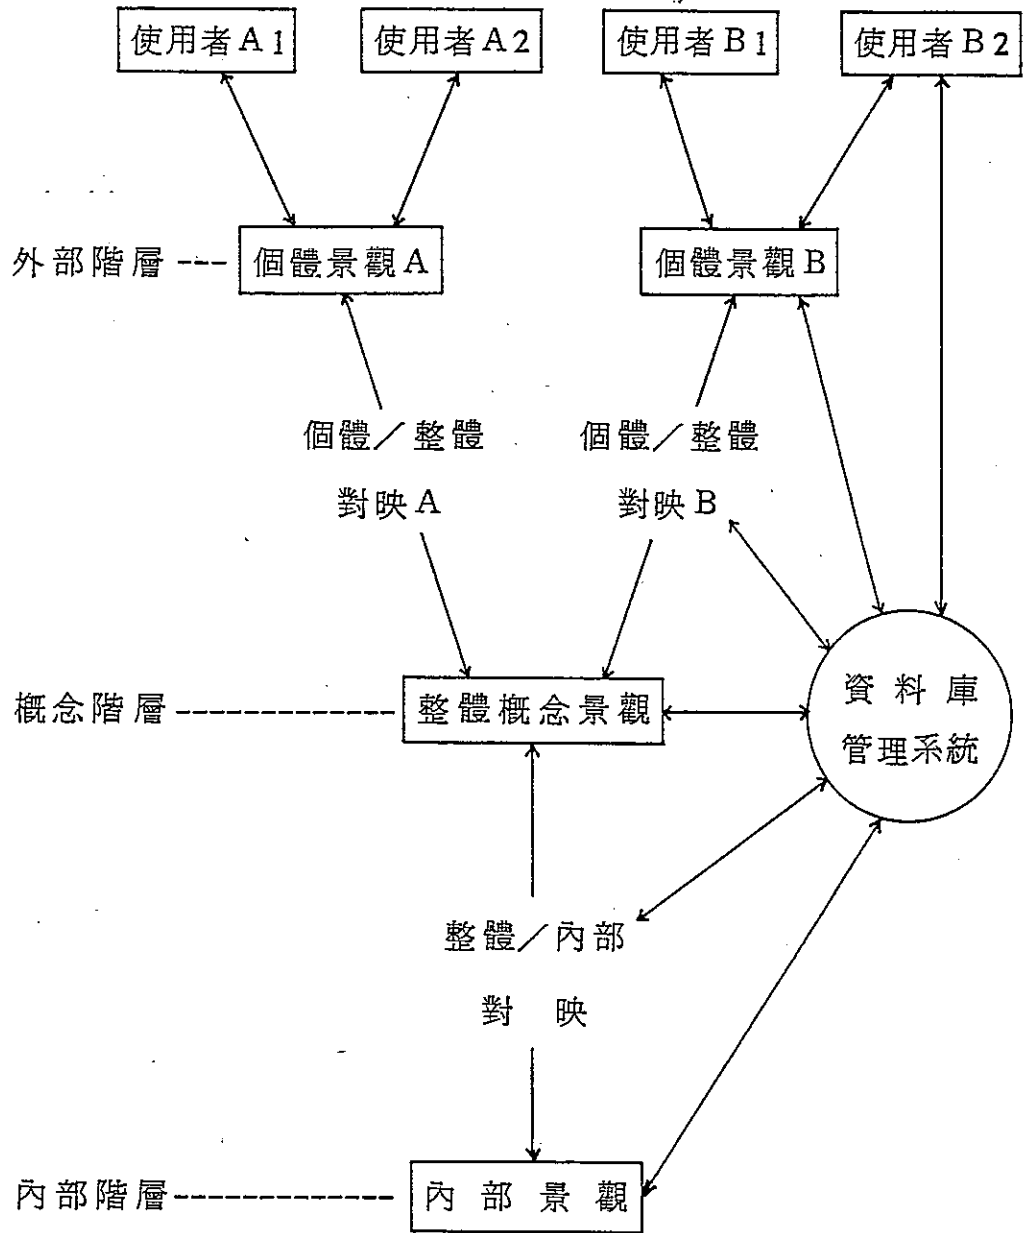 使用者A1 使用者A2 使用者B1 使用者B2
外部階層 個體景觀A 個體景觀B
個體／整體 個體／整體
對映A 對映B
資料庫
概念階層 整體概念景觀
管理系統
整體／內部
對映
內部階層 內部景觀